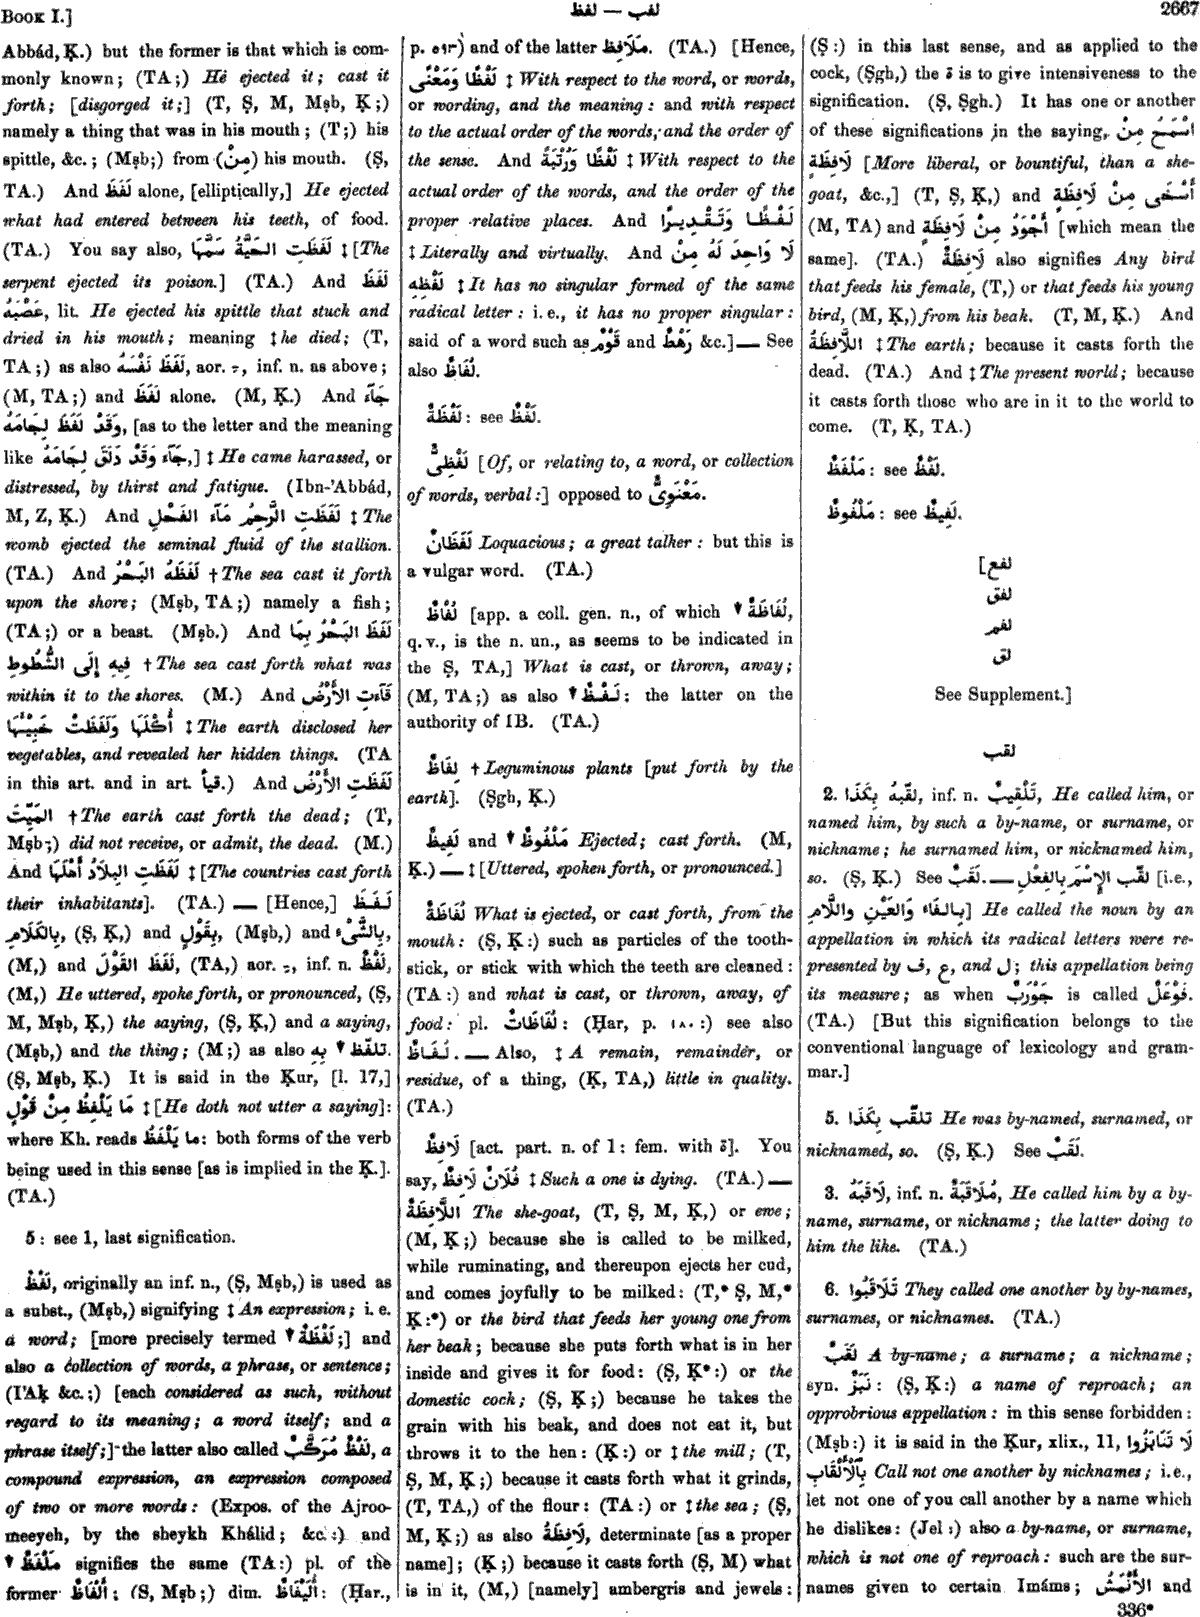 Book I.]
لفب — لفظ
2667
Abbád, Ḳ.) but the former is that which is com-
monly known; (TA;) He ejected it; cast it
forth; [disgorged it;] (T, Ṣ, M, Mṣb, Ḳ;)
namely a thing that was in his mouth; (T;) his
spittle, &c.; (Mṣb;) from (مِنْ) his mouth. (Ṣ,
TA.) And لَفَظَ alone, [elliptically,] He ejected
what had entered between his teeth, of food.
(TA.) You say also, لَفَظَتِ الحَيَّةُ سَمَّهَا ‡ [The
serpent ejected its poison.] (TA.) And لَفَظَ
عَصْبَهُ, lit. He ejected his spittle that stuck and
dried in his mouth; meaning ‡ he died; (T,
TA;) as also لَفَظَ نَفْسَهُ, aor. ـِ, inf. n. as above;
(M, TA;) and لَفَظَ alone. (M, Ḳ.) And جَآءَ
وَقَدْ لَفَظَ لِجَامَهُ, [as to the letter and the meaning
like جَآءَ وَقَدْ دَلَقَ لِجَامَهُ,] ‡ He came harassed, or
distressed, by thirst and fatigue. (Ibn-'Abbád,
M, Z, Ḳ.) And لَفَظَتِ الرَّحِمُ مَآءَ الفَحْلِ ‡ The
womb ejected the seminal fluid of the stallion.
(TA.) And لَفَظَهُ البَحْرُ † The sea cast it forth
upon the shore; (Mṣb, TA;) namely a fish;
(TA;) or a beast. (Mṣb.) And لَفَظَ البَحْرُ بِمَا
فِيهِ إِلَى الشُّطُوطِ † The sea cast forth what was
within it to the shores. (M.) And قَآءَتِ الأَرْضُ
أُكُلَهَا وَلَفَظَتْ خَبِيْئَهَا ‡ The earth disclosed her
vegetables, and revealed her hidden things. (TA
in this art. and in art. قيأ.) And لَفَظَتِ الأَرْضُ
المَيِّتَ † The earth cast forth the dead; (T,
Mṣb;) did not receive, or admit, the dead. (M.)
And لَفَظَتِ البِلَادُ أَهْلَهَا ‡ [The countries cast forth
their inhabitants]. (TA.) — [Hence,] لَفَظَ
بِالكَلَامِ, (Ṣ, Ḳ,) and بِقَوْلٍ, (Mṣb,) and بِالشَّىْءِ,
(M,) and لَفَظَ القَوْلَ, (TA,) aor. ـِ, inf. n. لَفْظٌ,
(M,) He uttered, spoke forth, or pronounced, (Ṣ,
M, Mṣb, Ḳ,) the saying, (Ṣ, Ḳ,) and a saying,
(Mṣb,) and the thing; (M;) as also تلفّظ ▼ بِهِ.
(Ṣ, Mṣb, Ḳ.) It is said in the Ḳur, [l. 17,]
مَا يَلْفِظُ مِنْ قَوْلٍ ‡ [He doth not utter a saying]:
where Kh. reads مَا يَلْفَظُ: both forms of the verb
being used in this sense [as is implied in the Ḳ.].
(TA.)
5: see 1, last signification.
لَفْظٌ, originally an inf. n., (Ṣ, Mṣb,) is used as
a subst., (Mṣb,) signifying ‡ An expression; i. e.
a word; [more precisely termed ▼ لَفْظَةٌ;] and
also a collection of words, a phrase, or sentence;
(I'Aḳ &c.;) [each considered as such, without
regard to its meaning; a word itself; and a
phrase itself;] the latter also called لَفْظٌ مُرَكَّبٌ, a
compound expression, an expression composed
of two or more words: (Expos. of the Ajroo-
meeyeh, by the sheykh Khálid; &c.:) and
▼ مَلْفَظٌ signifies the same (TA:) pl. of the
former أَلْفَاظٌ; (Ṣ, Mṣb;) dim. أُلَيْفَاظٌ: (Ḥar.,
p. ٥٩٣) and of the latter مَلَافِظُ. (TA.) [Hence,
لَفْظًا وَمَعْنًى ‡ With respect to the word, or words,
or wording, and the meaning: and with respect
to the actual order of the words, and the order of
the sense. And لَفْظًا وَرُتْبَةً ‡ With respect to the
actual order of the words, and the order of the
proper relative places. And لَفْظًا وَتَقْدِيرًا
‡ Literally and virtually. And لَا وَاحِدَ لَهُ مِنْ
لَفْظِهِ ‡ It has no singular formed of the same
radical letter: i. e., it has no proper singular:
said of a word such as قَوْمٌ and رَهْطٌ &c.] — See
also لُفَاظٌ.
لَفْظَةٌ: see لَفْظٌ.
لَفْظِىٌّ [Of, or relating to, a word, or collection
of words, verbal:] opposed to مَعْنَوِىٌّ.
لَفَظَانٌ Loquacious; a great talker: but this is
a vulgar word. (TA.)
لُفَاظٌ [app. a coll. gen. n., of which ▼ لُفَاظَةٌ,
q. v., is the n. un., as seems to be indicated in
the Ṣ, TA,] What is cast, or thrown, away;
(M, TA;) as also ▼ لَفَظٌ: the latter on the
authority of IB. (TA.)
لِفَاظٌ † Leguminous plants [put forth by the
earth]. (Ṣgh, Ḳ.)
لَفِيظٌ and ▼ مَلْفُوظٌ Ejected; cast forth. (M,
Ḳ.) — ‡ [Uttered, spoken forth, or pronounced.]
لُفَاظَةٌ What is ejected, or cast forth, from the
mouth: (Ṣ, Ḳ:) such as particles of the tooth-
stick, or stick with which the teeth are cleaned:
(TA:) and what is cast, or thrown, away, of
food: pl. لُفَاظَاتٌ: (Ḥar, p. ١٨٠:) see also
لُفَاظٌ. — Also, ‡ A remain, remainder, or
residue, of a thing, (K, TA,) little in quality.
(TA.)
لَافِظٌ [act. part. n. of 1: fem. with ة]. You
say, فُلَانٌ لَافِظٌ ‡ Such a one is dying. (TA.) —
اللَّافِظَةُ The she-goat, (T, Ṣ, M, Ḳ,) or ewe;
(M, Ḳ;) because she is called to be milked,
while ruminating, and thereupon ejects her cud,
and comes joyfully to be milked: (T,* Ṣ, M,*
Ḳ:*) or the bird that feeds her young one from
her beak; because she puts forth what is in her
inside and gives it for food: (Ṣ, Ḳ*:) or the
domestic cock; (Ṣ, Ḳ;) because he takes the
grain with his beak, and does not eat it, but
throws it to the hen: (Ḳ:) or ‡ the mill; (T,
Ṣ, M, Ḳ;) because it casts forth what it grinds,
(T, TA,) of the flour: (TA:) or ‡ the sea; (Ṣ,
M, Ḳ;) as also لَافِظَةُ, determinate [as a proper
name]; (Ḳ;) because it casts forth (Ṣ, M) what
is in it, (M,) [namely] ambergris and jewels:
(Ṣ:) in this last sense, and as applied to the
cock, (Ṣgh,) the ة is to give intensiveness to the
signification. (Ṣ, Ṣgh.) It has one or another
of these significations in the saying, اسْمَحُ مِنْ
لَافِظَةٍ [More liberal, or bountiful, than a she-
goat, &c.,] (T, Ṣ, Ḳ,) and أَسْخَى مِنْ لَافِظَةٍ
(M, TA) and أَجْوَدُ مِنْ لَافِظَةٍ [which mean the
same]. (TA.) لَافِظَةٌ also signifies Any bird
that feeds his female, (T,) or that feeds his young
bird, (M, Ḳ,) from his beak. (T, M, Ḳ.) And
اللَّافِظَةُ ‡ The earth; because it casts forth the
dead. (TA.) And ‡ The present world; because
it casts forth those who are in it to the world to
come. (T, Ḳ, TA.)
مَلْفَظٌ: see لَفْظٌ.
مَلْفُوظٌ: see لَفِيظٌ.
[لفع
لفق
لفم
لق
See Supplement.]
لقب
2. لقّبهُ بِكَذَا, inf. n. تَلْقِيبٌ, He called him, or
named him, by such a by-name, or surname, or
nickname; he surnamed him, or nicknamed him,
so. (Ṣ, Ḳ.) See لَقَبٌ. — لقّب الإِسْمَ بِالفِعْلِ [i.e.,
بِالفَاءِ وَالعَيْنِ واللَّامِ] He called the noun by an
appellation in which its radical letters were re-
presented by ف, ع, and ل; this appellation being
its measure; as when جَوْرَبٌ is called فَوْعَلٌ.
(TA.) [But this signification belongs to the
conventional language of lexicology and gram-
mar.]
5. تلقّب بِكَذَا He was by-named, surnamed, or
nicknamed, so. (Ṣ, Ḳ.) See لَقَبٌ.
3. لَاقَبَهُ, inf. n. مُلَاقَبَةٌ, He called him by a by-
name, surname, or nickname; the latter doing to
him the like. (TA.)
6. تَلَاقَبُوا They called one another by by-names,
surnames, or nicknames. (TA.)
لَقَبٌ A by-name; a surname; a nickname;
syn. نَبَزٌ: (Ṣ, Ḳ:) a name of reproach; an
opprobrious appellation: in this sense forbidden:
(Mṣb:) it is said in the Ḳur, xlix., 11, لَا تَنَابَزُوا
بِٱلْأَلْقَابِ Call not one another by nicknames; i.e.,
let not one of you call another by a name which
he dislikes: (Jel:) also a by-name, or surname,
which is not one of reproach: such are the sur-
names given to certain Imáms; الأَعْمَشُ and
336*